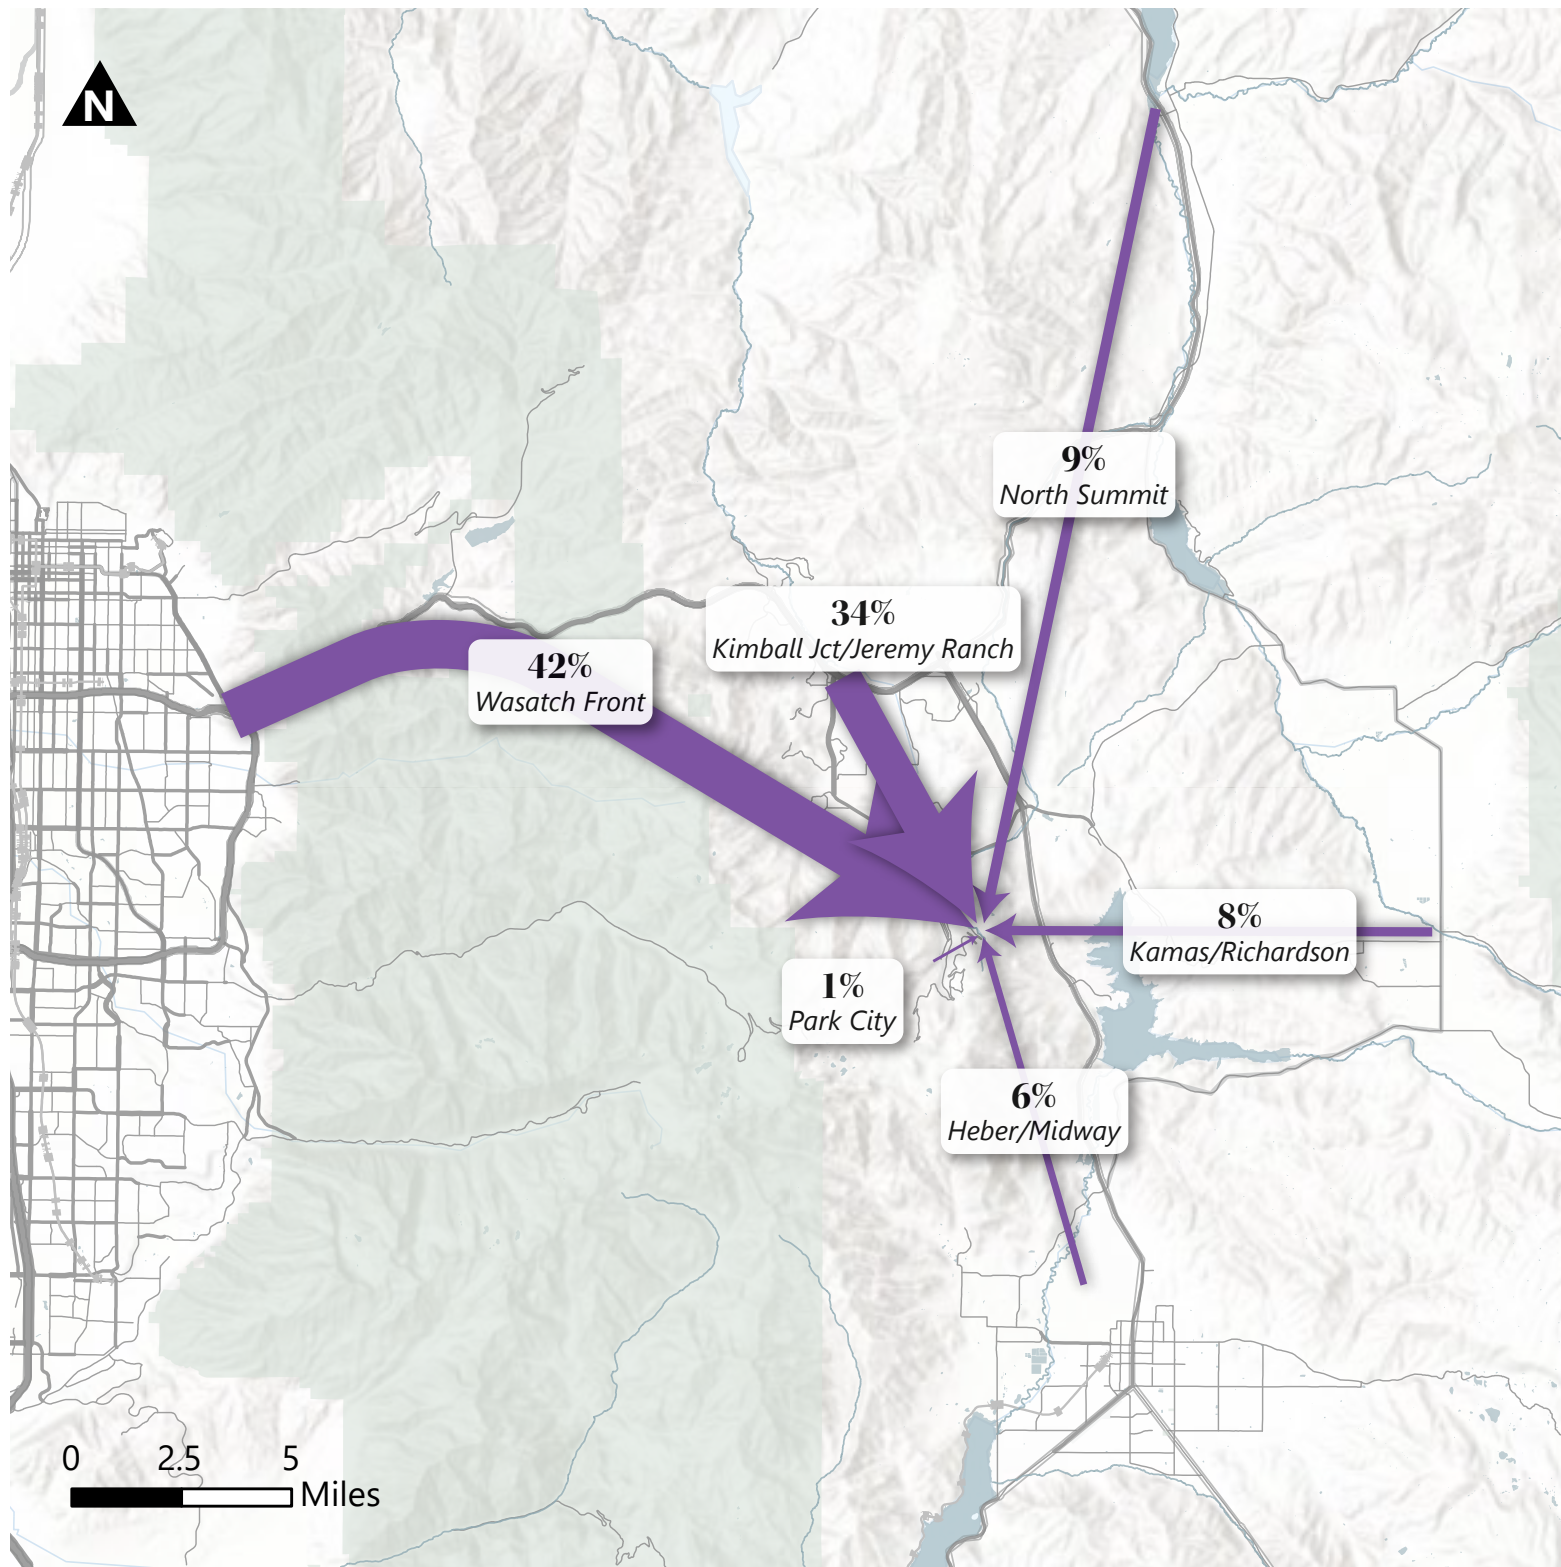 N
9%
North Summit
34%
Kimball Jct/Jeremy Ranch
42%
Wasatch Front
8%
Kamas/Richardson
1%
Park City
6%
Heber/Midway
0 2.5 5
Miles